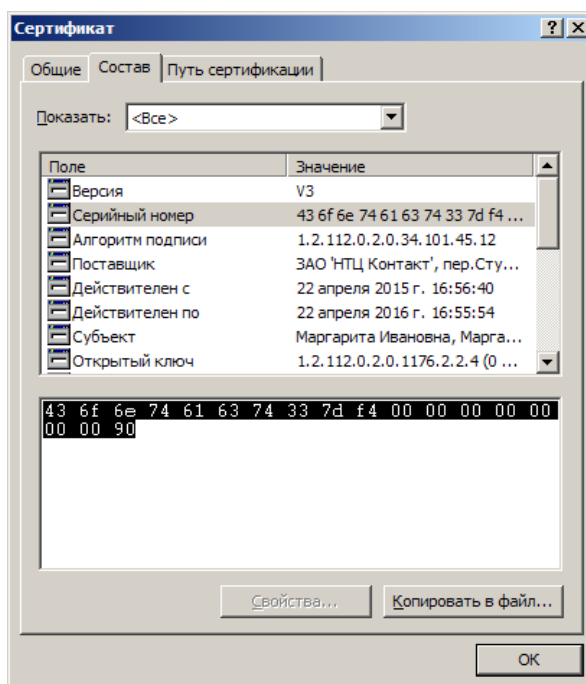 Сертификат
Общие Состав Путь сертификации
Показать: <Все>
Поле Значение
Версия V3
Серийный номер 43 6f 6e 74 61 63 74 33 7d f4 ...
Алгоритм подписи 1.2.112.0.2.0.34.101.45.12
Поставщик ЗАО 'НТЦ Контакт', пер.Сту...
Действителен с 22 апреля 2015 г. 16:56:40
Действителен по 22 апреля 2016 г. 16:55:54
Субъект Маргарита Ивановна, Марга...
Открытый ключ 1.2.112.0.2.0.1176.2.2.4 (0 ...
43 6f 6e 74 61 63 74 33 7d f4 00 00 00 00 00
00 00 90
Свойства... Копировать в файл...
ОК